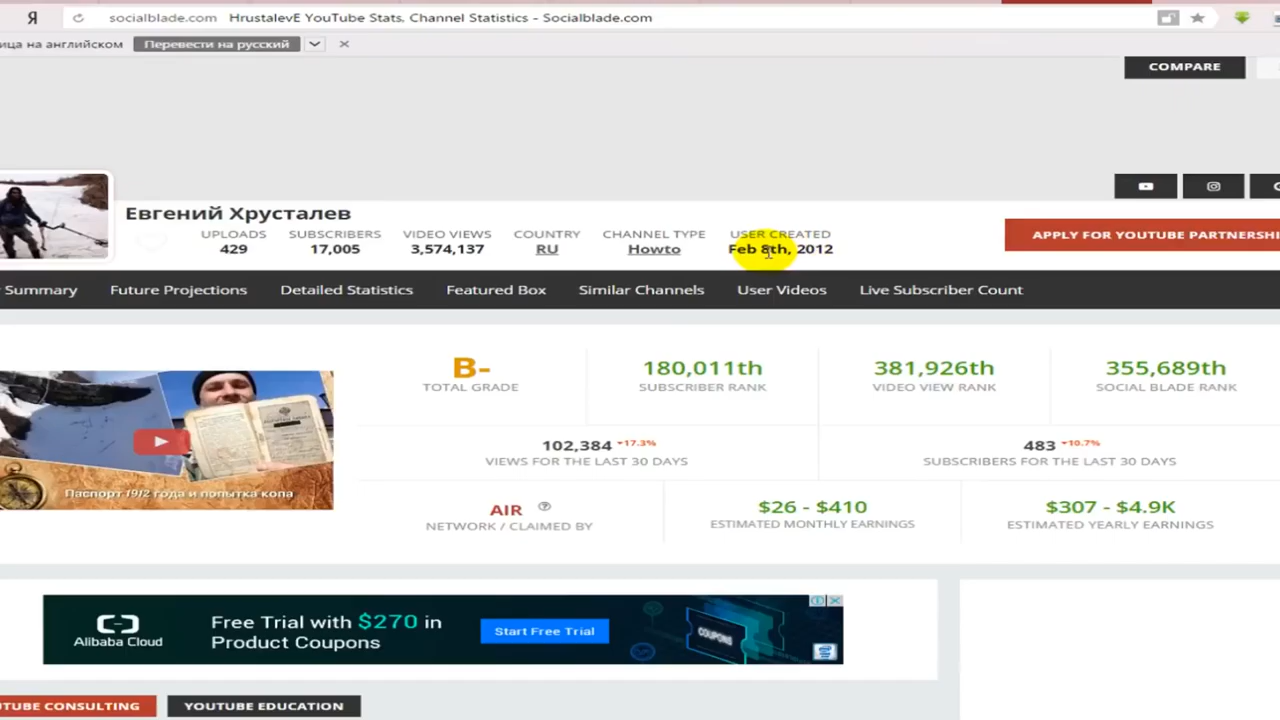 Я socialblade.com HrustalevE YouTube Stats, Channel Statistics - Socialblade.com
ица на английском Перевести на русский
COMPARE
Евгений Хрусталев
UPLOADS SUBSCRIBERS VIDEO VIEWS COUNTRY CHANNEL TYPE USER CREATED
429 17,005 3,574,137 RU Howto Feb 8th, 2012
APPLY FOR YOUTUBE PARTNERSHI
Summary Future Projections Detailed Statistics Featured Box Similar Channels User Videos Live Subscriber Count
B- 180,011th 381,926th 355,689th
TOTAL GRADE SUBSCRIBER RANK VIDEO VIEW RANK SOCIAL BLADE RANK
102,384 -17.3% 483 -10.7%
VIEWS FOR THE LAST 30 DAYS SUBSCRIBERS FOR THE LAST 30 DAYS
Паспорт 1912 года и попытка копа
AIR $26 - $410 $307 - $4.9K
NETWORK / CLAIMED BY ESTIMATED MONTHLY EARNINGS ESTIMATED YEARLY EARNINGS
Alibaba Cloud
Free Trial with $270 in
Product Coupons
Start Free Trial
COUPONS
UTUBE CONSULTING YOUTUBE EDUCATION